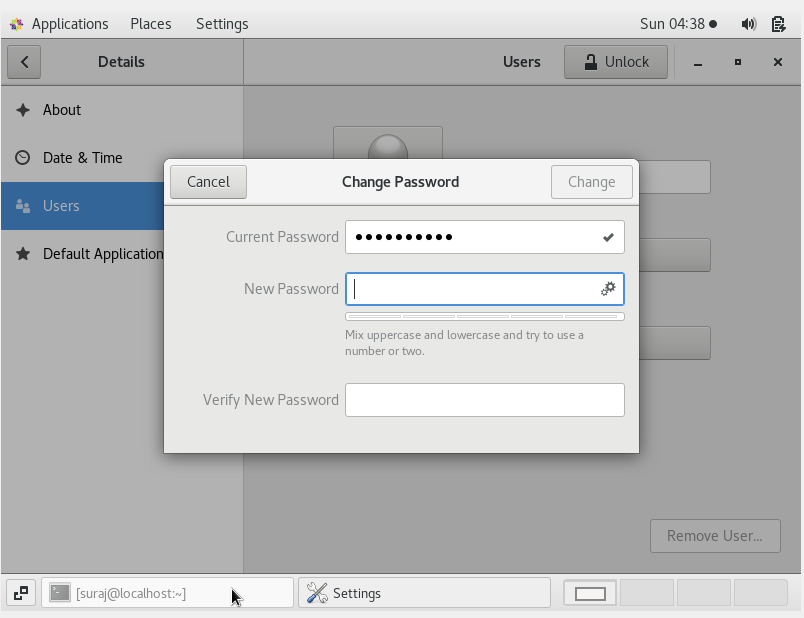 Applications Places Settings Sun 04:38
Details Users Unlock
About
Date & Time
Users
Default Application
Cancel Change Password Change
Current Password
New Password
Mix uppercase and lowercase and try to use a
number or two.
Verify New Password
Remove User...
[suraj@localhost:~] Settings